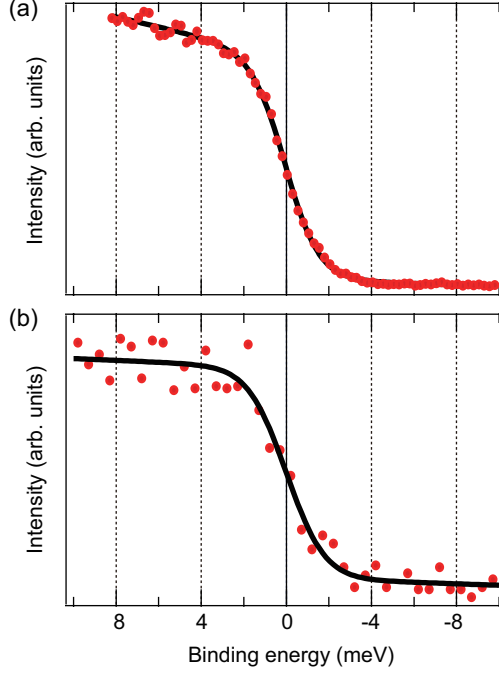 (a)
Intensity (arb. units)
(b)
Intensity (arb. units)
8 4 0 -4 -8
Binding energy (meV)